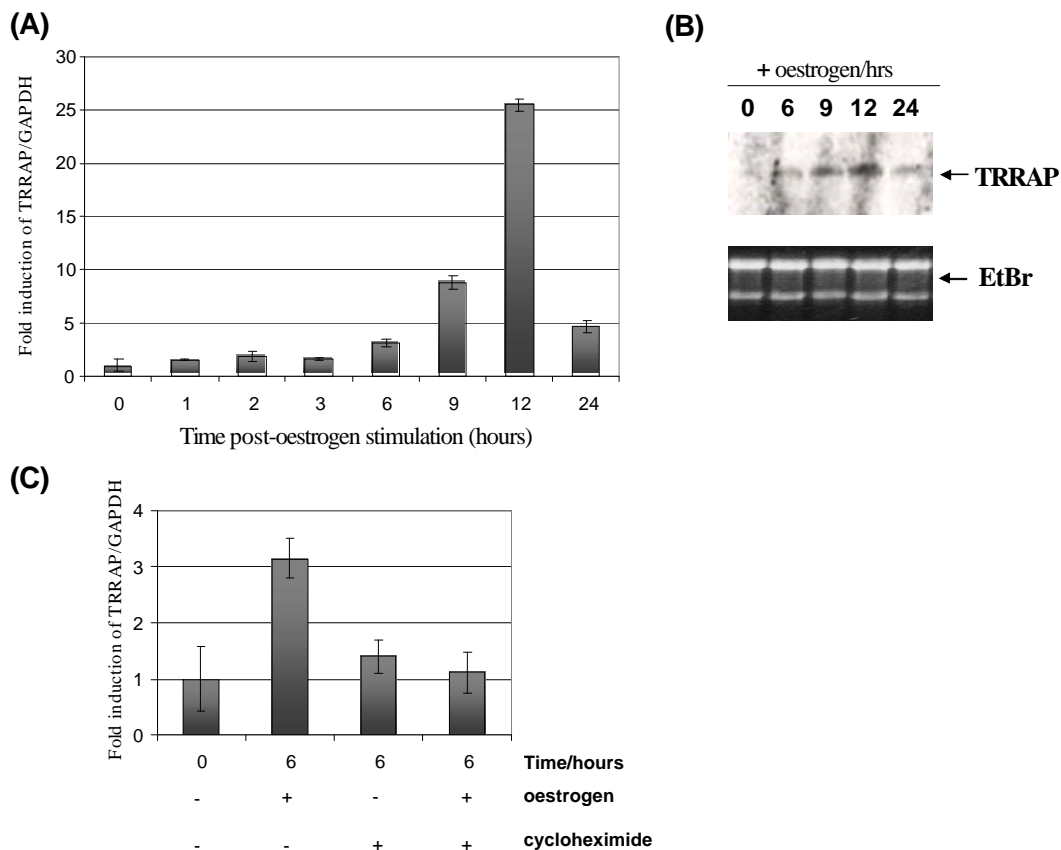 (A)
Fold induction of TRRAP/GAPDH
30
25
20
15
10
5
0
0 1 2 3 6 9 12 24
Time post-oestrogen stimulation (hours)
(B)
+ oestrogen/hrs
0 6 9 12 24
TRRAP
EtBr
(C)
Fold induction of TRRAP/GAPDH
4
3
2
1
0
0 6 6 6 Time/hours
- + - + oestrogen
- - + + cycloheximide